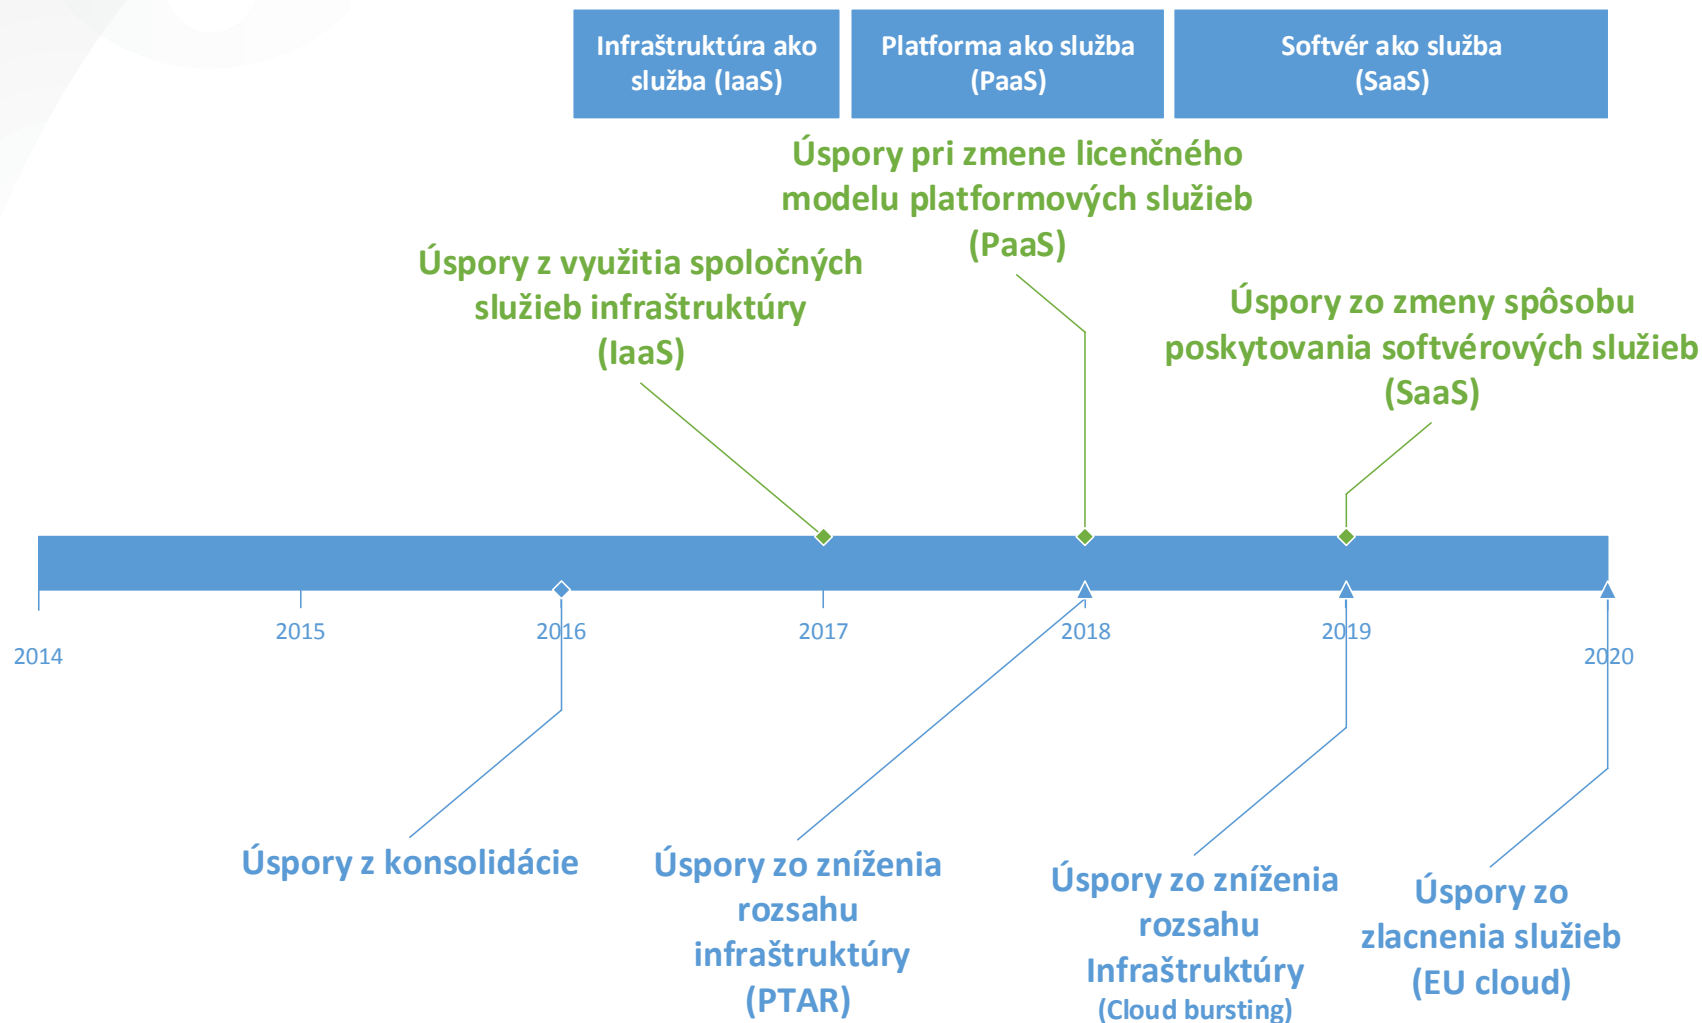 Infraštruktúra ako
služba (IaaS)
Platforma ako služba
(PaaS)
Softvér ako služba
(SaaS)
Úspory pri zmene licenčného
modelu platformových služieb
(PaaS)
Úspory z využitia spoločných
služieb infraštruktúry
(IaaS)
Úspory zo zmeny spôsobu
poskytovania softvérových služieb
(SaaS)
2014
2015
2016
2017
2018
2019
2020
Úspory z konsolidácie
Úspory zo zníženia
rozsahu
infraštruktúry
(PTAR)
Úspory zo zníženia
rozsahu
Infraštruktúry
(Cloud bursting)
Úspory zo
zlacnenia služieb
(EU cloud)